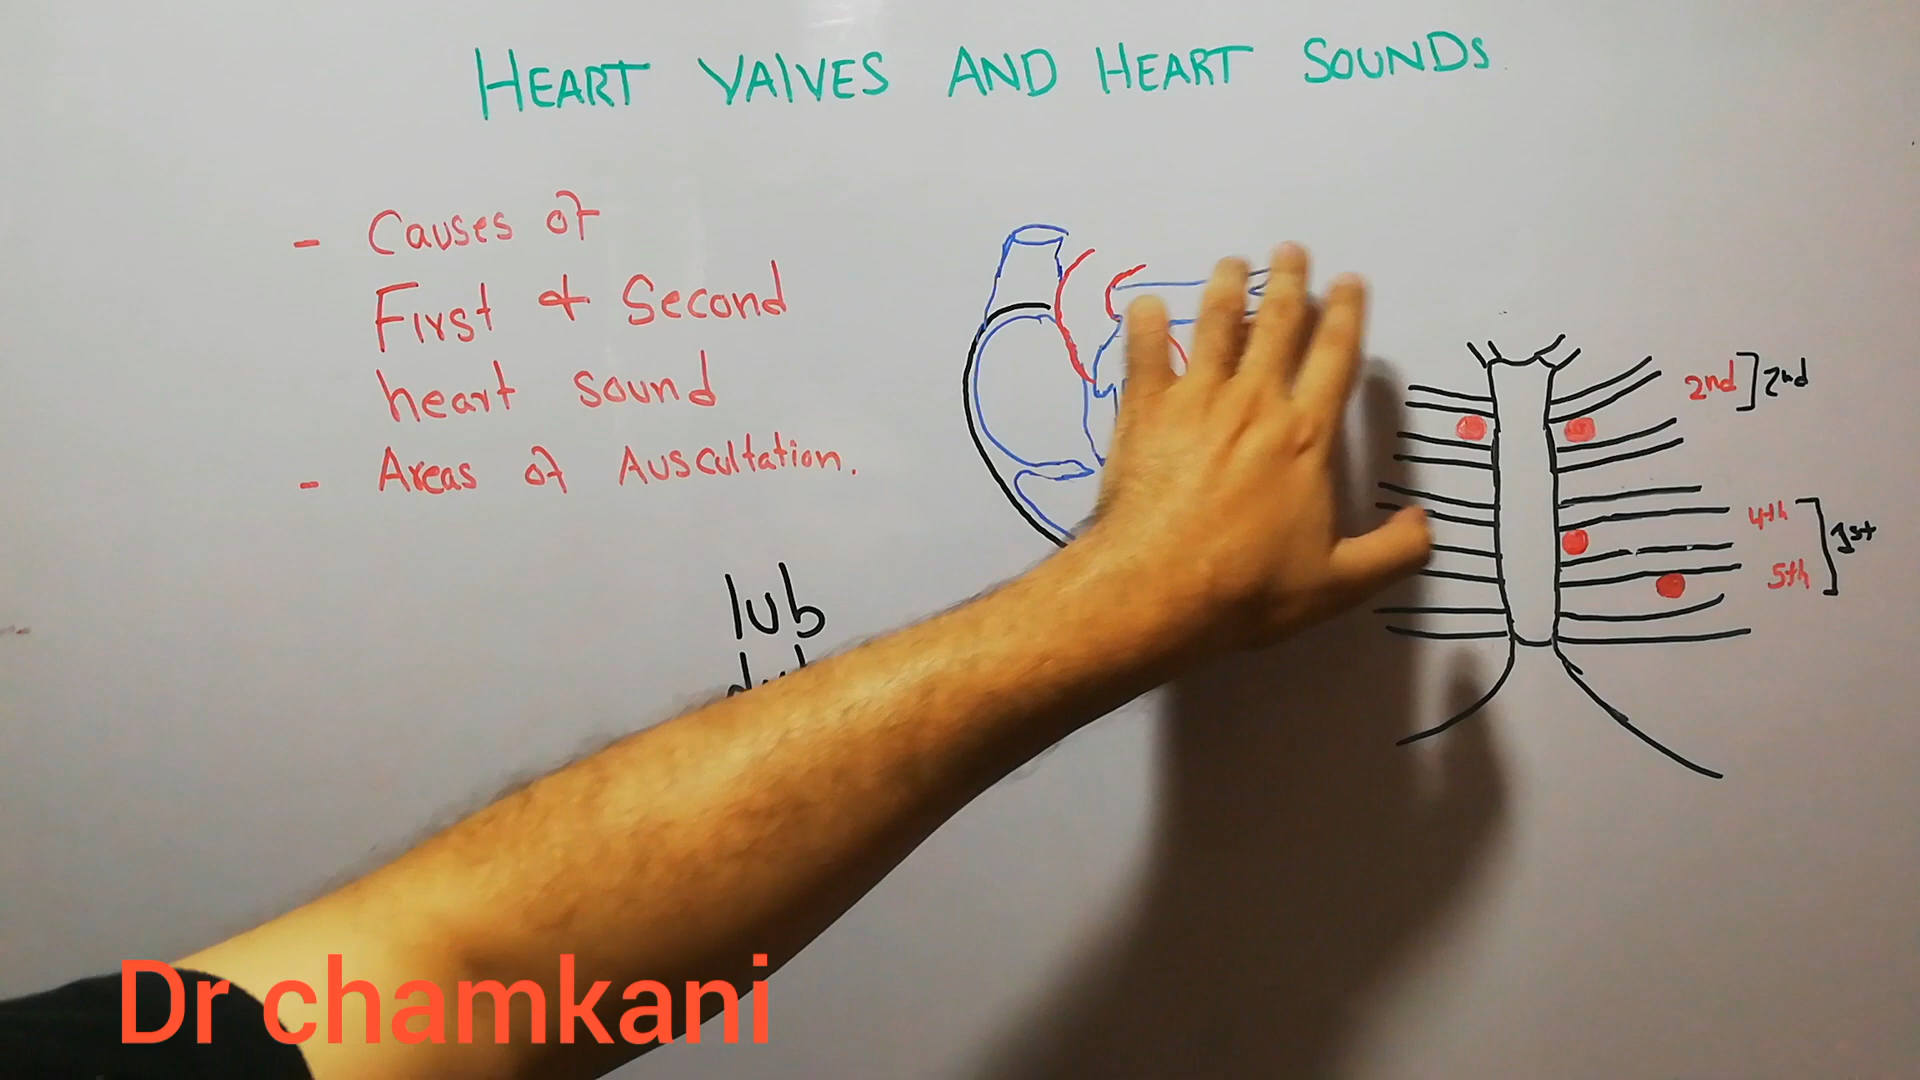 HEART VALVES AND HEART SOUNDS
- Causes of
First & Second
heart sound
- Areas of Auscultation.
lub
2nd ] 2nd
4th
5th
] 1st
Dr chamkani